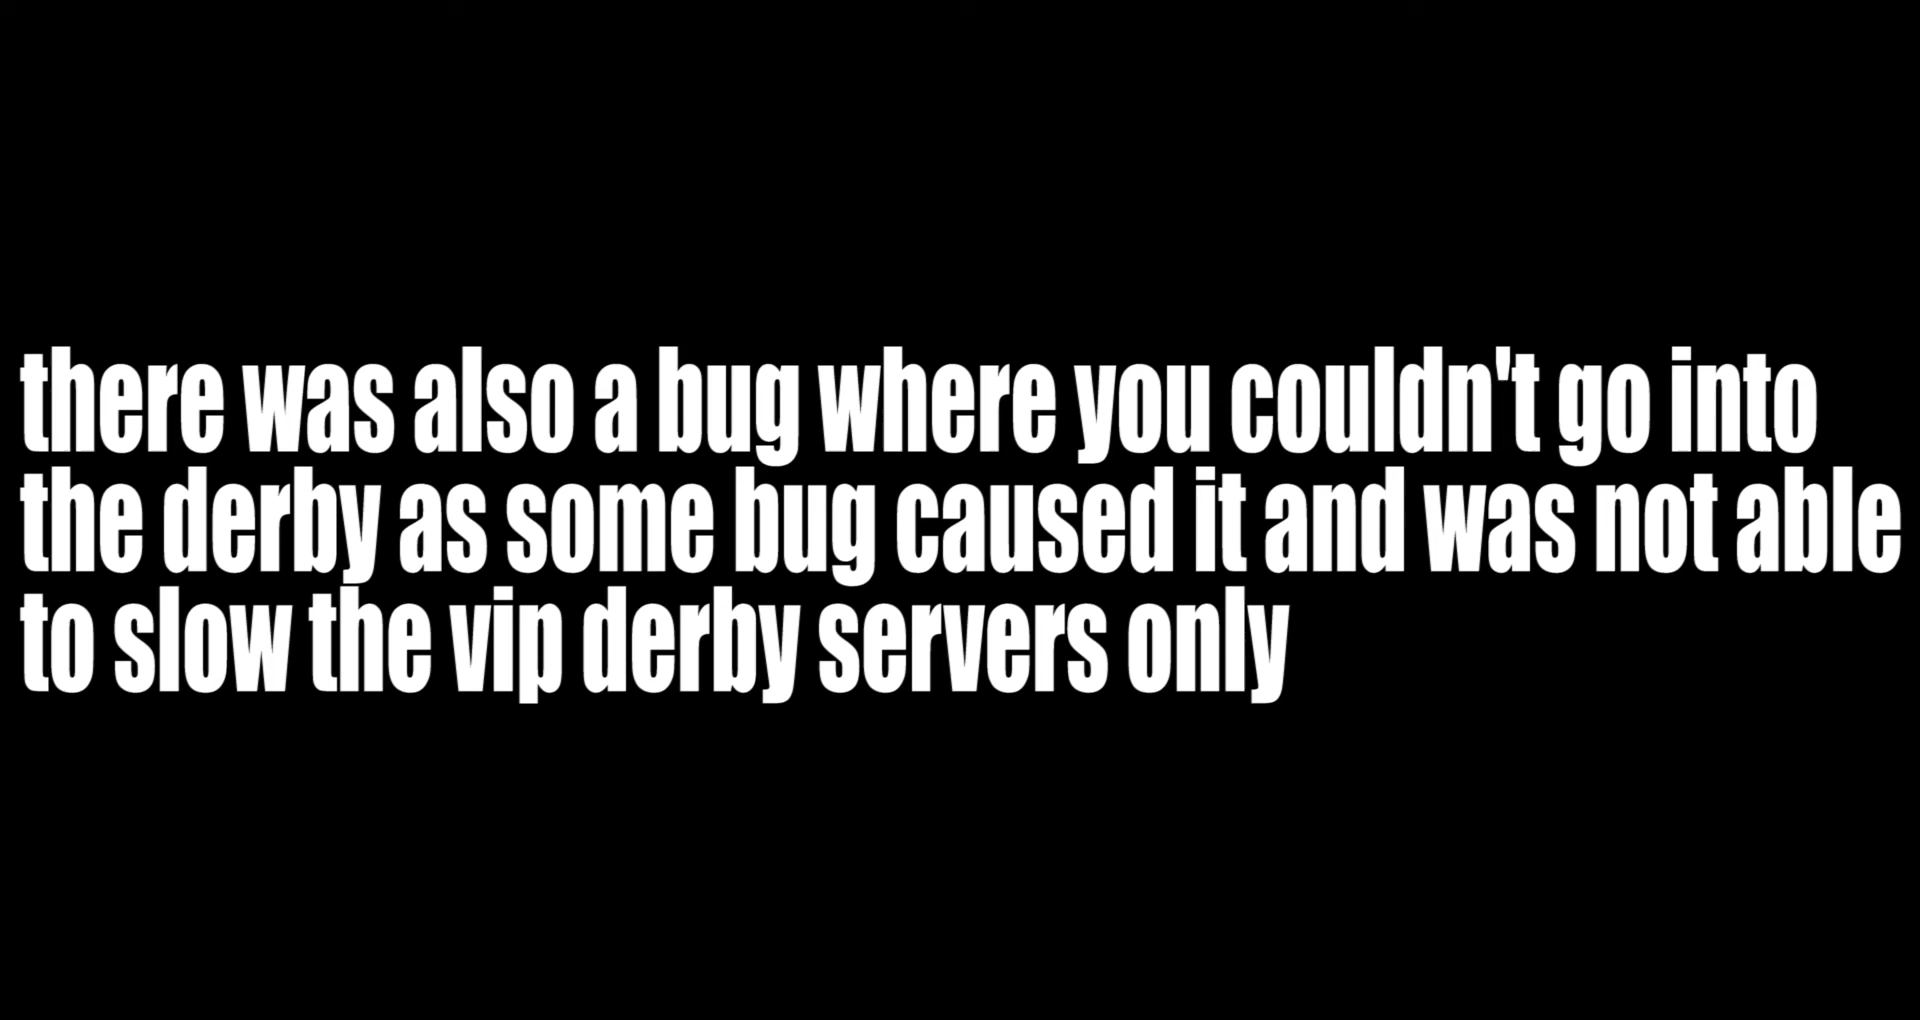 there was also a bug where you couldn't go into
the derby as some bug caused it and was not able
to slow the vip derby servers only